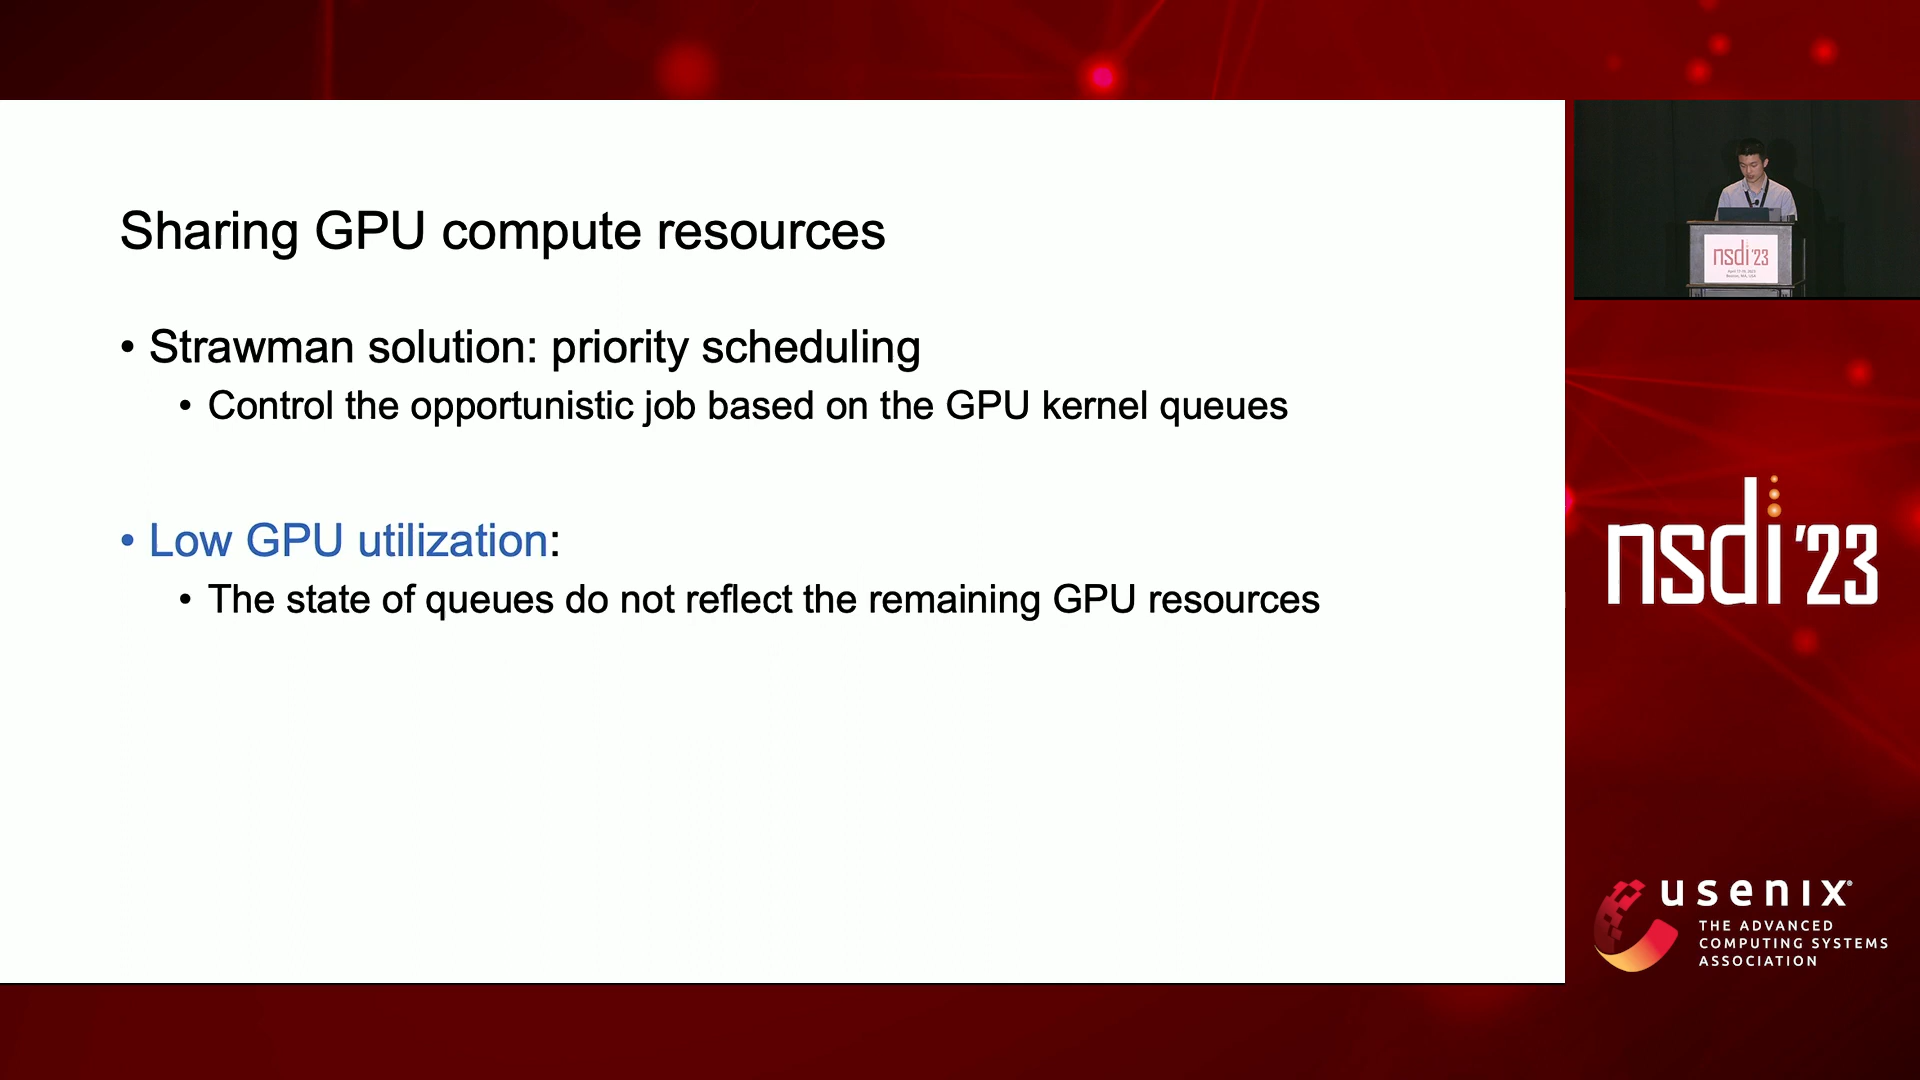 Sharing GPU compute resources
• Strawman solution: priority scheduling
• Control the opportunistic job based on the GPU kernel queues
• Low GPU utilization:
• The state of queues do not reflect the remaining GPU resources
nsdi '23
nsdi '23
usenix
THE ADVANCED
COMPUTING SYSTEMS
ASSOCIATION